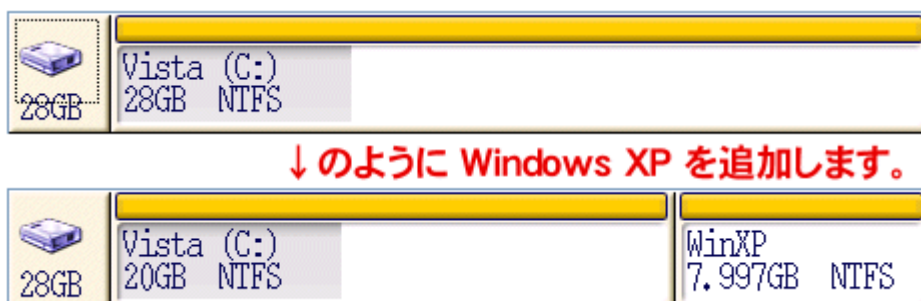 Vista (C:)
28GB NTFS
28GB
↓のように Windows XP を追加します。
Vista (C:)
20GB NTFS
WinXP
7.997GB NTFS
28GB